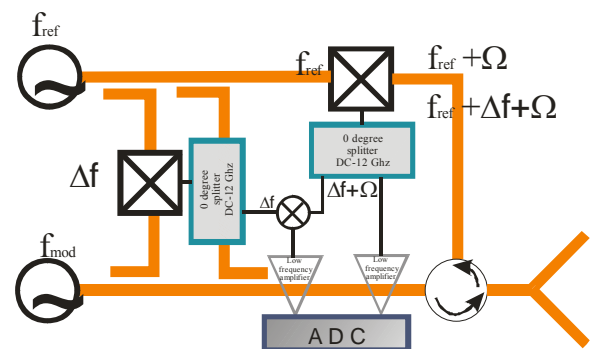 fref
fref
fref +Ω
fref +Δf+Ω
0 degree
splitter
DC-12 Ghz
Δf
0 degree
splitter
DC-12 Ghz
Δf
Δf+Ω
fmod
Low
frequency
amplifier
Low
frequency
amplifier
ADC